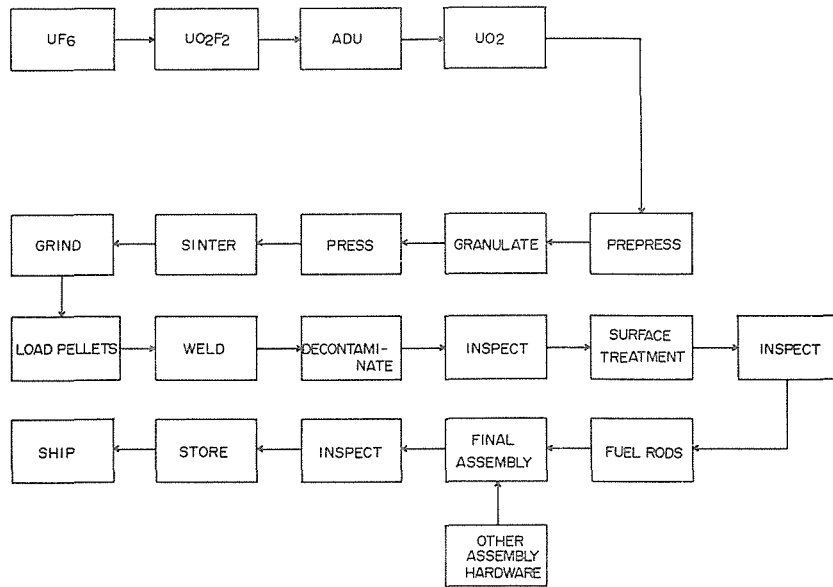 UF6
UO2F2
ADU
UO2
GRIND
SINTER
PRESS
GRANULATE
PREPRESS
LOAD PELLETS
WELD
DECONTAMI-
NATE
INSPECT
SURFACE
TREATMENT
INSPECT
SHIP
STORE
INSPECT
FINAL
ASSEMBLY
FUEL RODS
OTHER
ASSEMBLY
HARDWARE